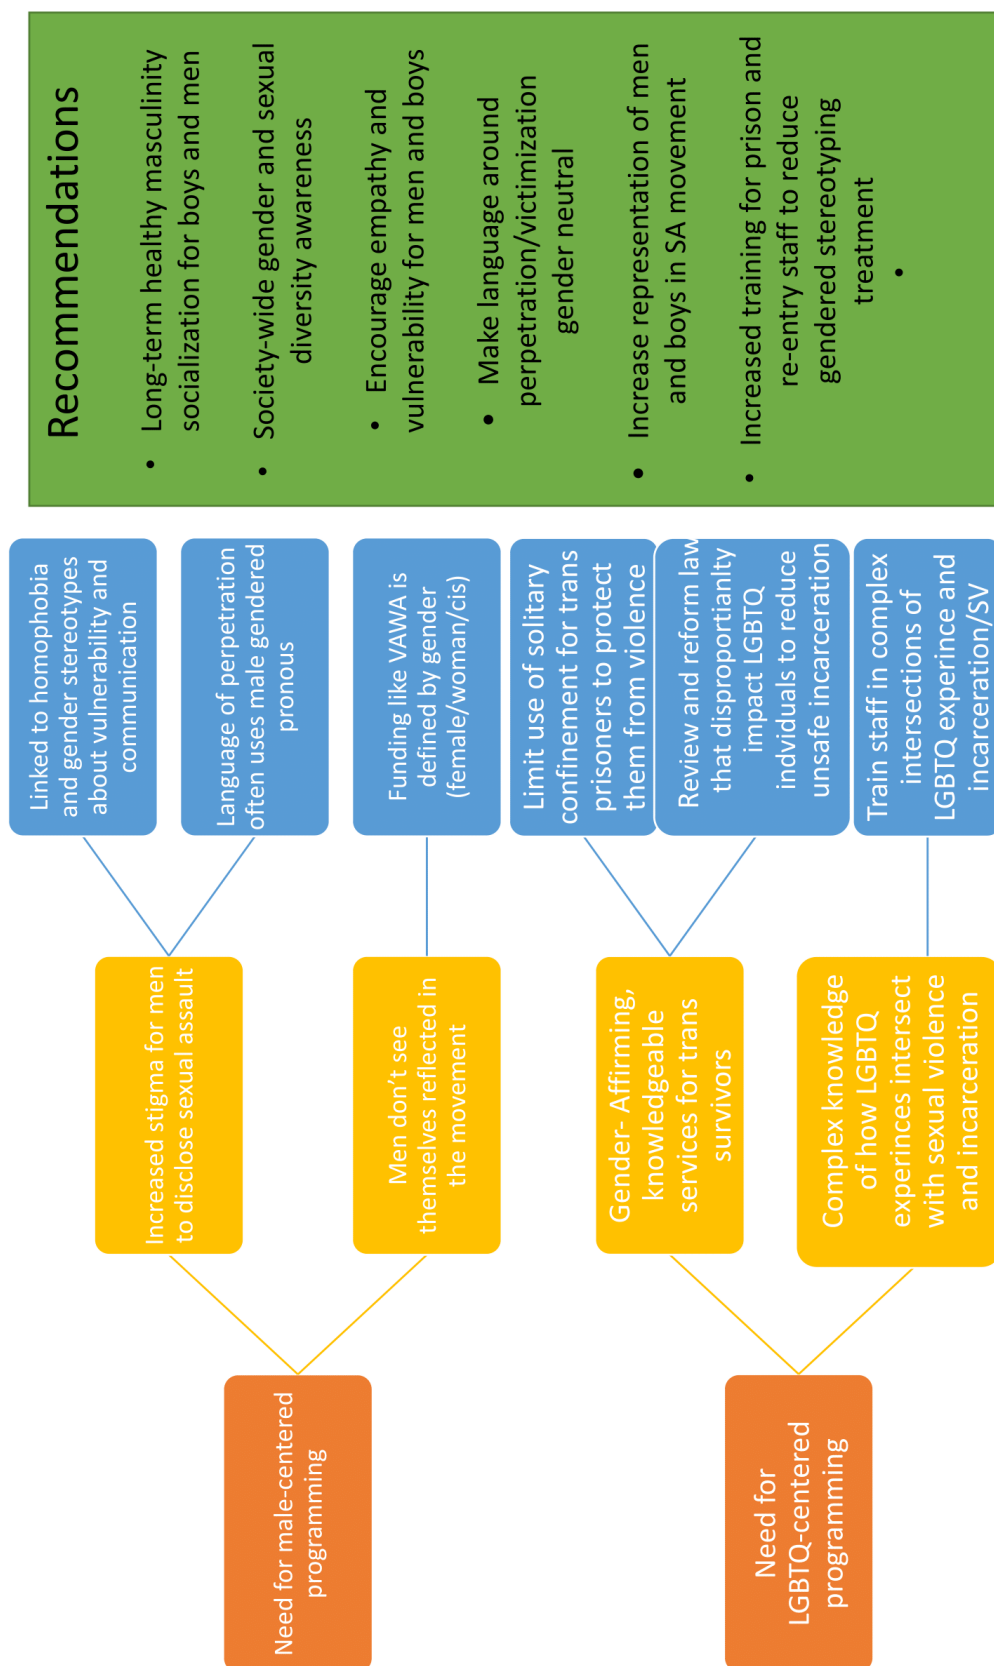 Need for male-centered
programming
Increased stigma for men
to disclose sexual assault
Linked to homophobia
and gender stereotypes
about vulnerability and
communication
Language of perpetration
often uses male gendered
pronous
Men don't see
themselves reflected in
the movement
Funding like VAWA is
defined by gender
(female/woman/cis)
Need for
LGBTQ-centered
programming
Gender- Affirming,
knowledgeable
services for trans
survivors
Limit use of solitary
confinement for trans
prisoners to protect
them from violence
Review and reform law
that disproportianlty
impact LGBTQ
indviduals to reduce
unsafe incarceration
Complex knowledge
of how LGBTQ
experinces intersect
with sexual violence
and incarceration
Train staff in complex
intersections of
LGBTQ experience and
incarceration/SV
Recommendations
• Long-term healthy masculinity
socialization for boys and men
• Society-wide gender and sexual
diversity awareness
• Encourage empathy and
vulnerability for men and boys
• Make language around
perpetration/victimization
gender neutral
• Increase representation of men
and boys in SA movement
• Increased training for prison and
re-entry staff to reduce
gendered stereotyping
treatment
•